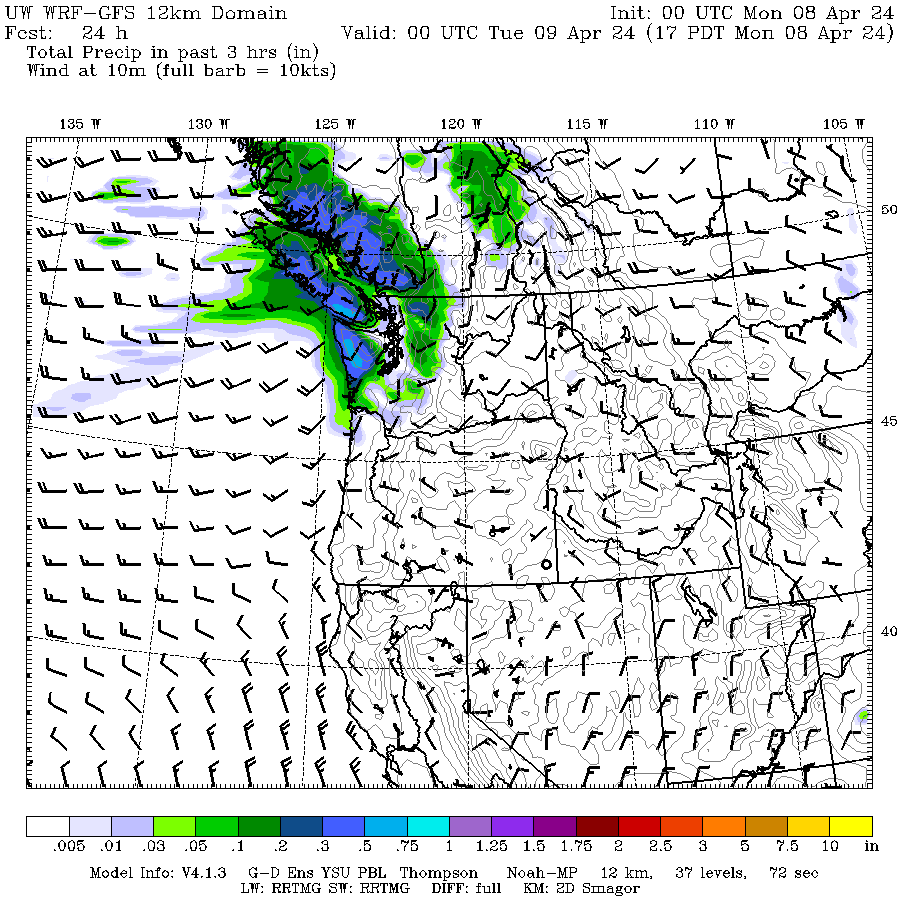 UW WRF-GFS 12km Domain Init: 00 UTC Mon 08 Apr 24
Fcst: 24 h Valid: 00 UTC Tue 09 Apr 24 (17 PDT Mon 08 Apr 24)
Total Precip in past 3 hrs (in)
Wind at 10m (full barb = 10kts)
135 W 130 W 125 W 120 W 115 W 110 W 105 W
50
45
40
.005 .01 .03 .05 .1 .2 .3 .5 .75 1 1.25 1.5 1.75 2 2.5 3 5 7.5 10 in
Model Info: V4.1.3 G-D Ens YSU PBL Thompson Noah-MP 12 km, 37 levels, 72 sec
LW: RRTMG SW: RRTMG DIFF: full KM: 2D Smagor